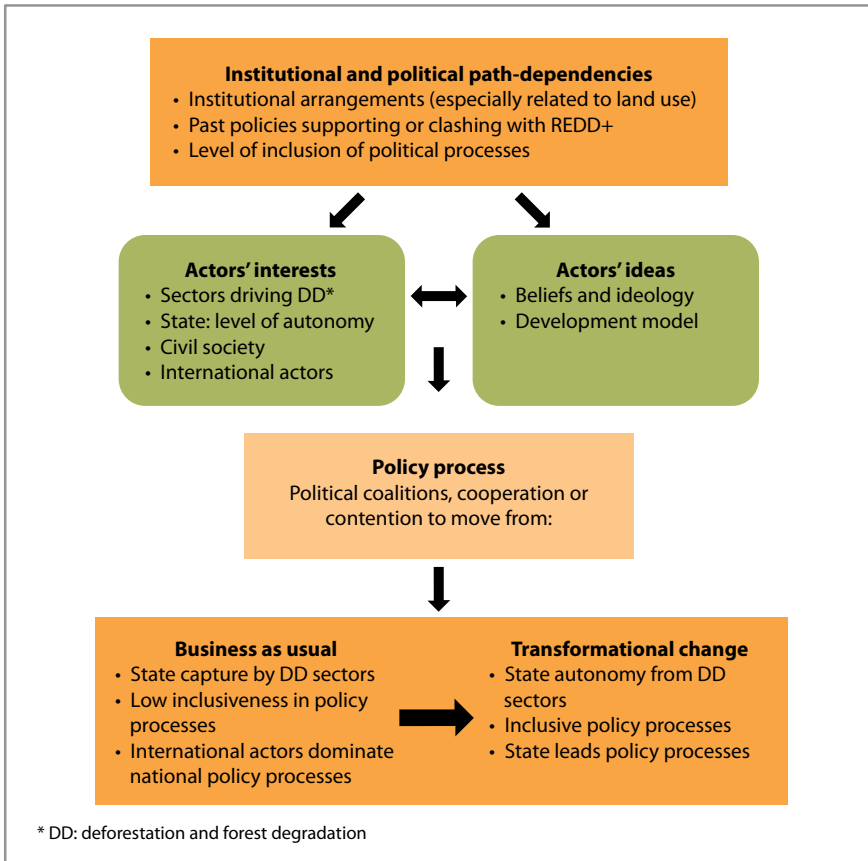 Institutional and political path-dependencies
• Institutional arrangements (especially related to land use)
• Past policies supporting or clashing with REDD+
• Level of inclusion of political processes
Actors’ interests
• Sectors driving DD*
• State: level of autonomy
• Civil society
• International actors
Actors’ ideas
• Beliefs and ideology
• Development model
Policy process
Political coalitions, cooperation or
contention to move from:
Business as usual
• State capture by DD sectors
• Low inclusiveness in policy
processes
• International actors dominate
national policy processes
Transformational change
• State autonomy from DD
sectors
• Inclusive policy processes
• State leads policy processes
* DD: deforestation and forest degradation